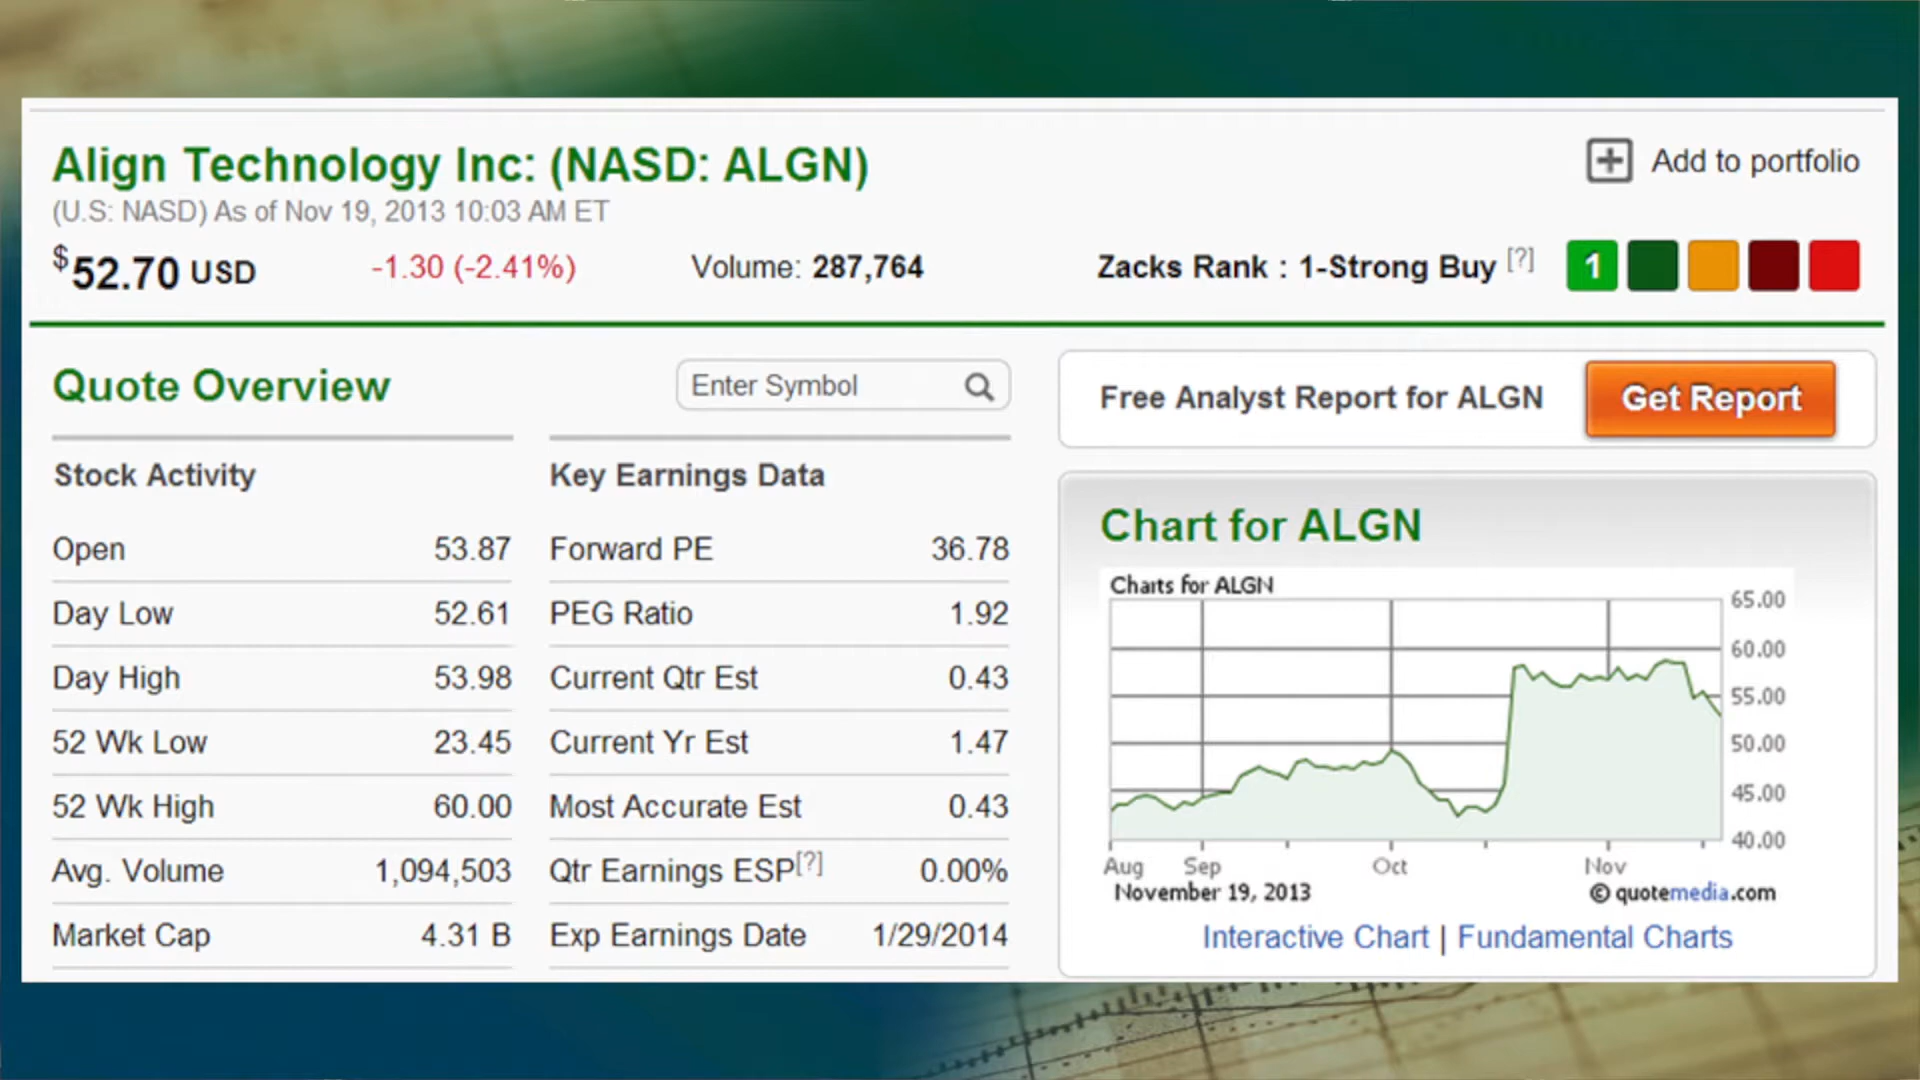 Align Technology Inc: (NASD: ALGN)
Add to portfolio
(U.S: NASD) As of Nov 19, 2013 10:03 AM ET
$52.70 USD -1.30 (-2.41%) Volume: 287,764 Zacks Rank : 1-Strong Buy [?] 1
Quote Overview
Enter Symbol
Free Analyst Report for ALGN Get Report
Stock Activity
Open 53.87
Day Low 52.61
Day High 53.98
52 Wk Low 23.45
52 Wk High 60.00
Avg. Volume 1,094,503
Market Cap 4.31 B
Key Earnings Data
Forward PE 36.78
PEG Ratio 1.92
Current Qtr Est 0.43
Current Yr Est 1.47
Most Accurate Est 0.43
Qtr Earnings ESP[?] 0.00%
Exp Earnings Date 1/29/2014
Chart for ALGN
Charts for ALGN
65.00
60.00
55.00
50.00
45.00
40.00
Aug Sep Oct Nov
November 19, 2013 © quotemedia.com
Interactive Chart | Fundamental Charts